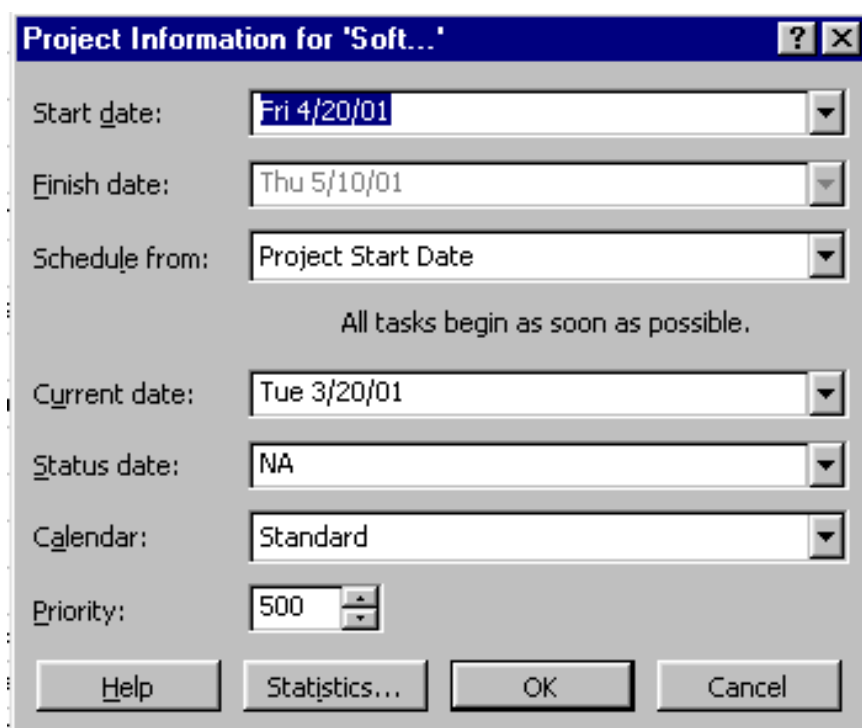 Project Information for 'Soft...'
Start date: Fri 4/20/01
Finish date: Thu 5/10/01
Schedule from: Project Start Date
All tasks begin as soon as possible.
Current date: Tue 3/20/01
Status date: NA
Calendar: Standard
Priority: 500
Help Statistics... OK Cancel